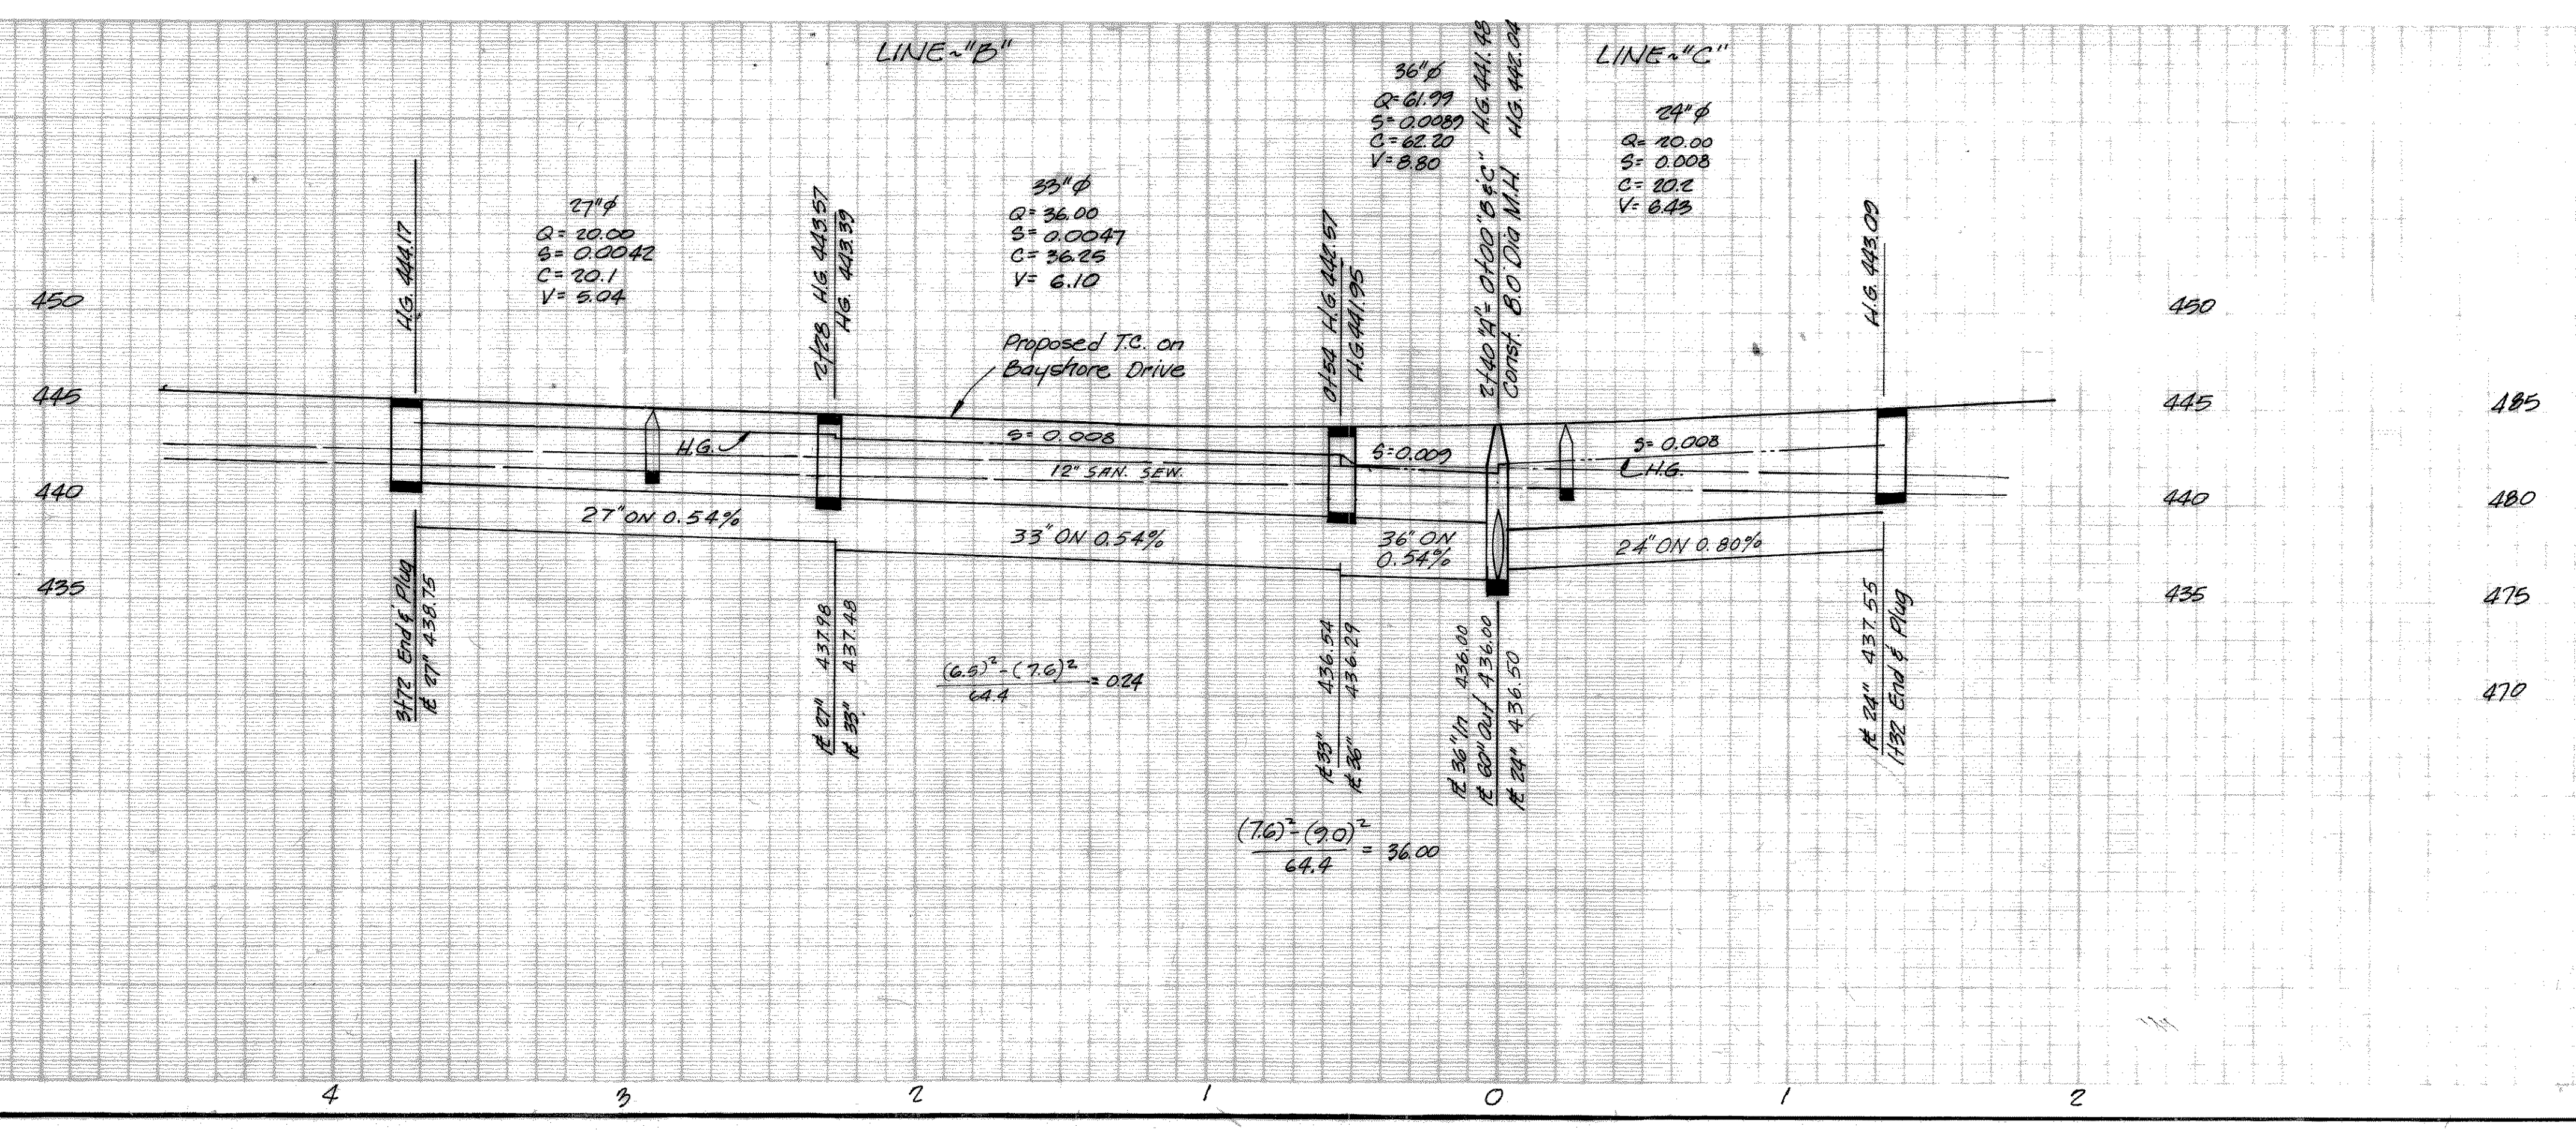 LINE~"B"
LINE~"C"
36"ø
Q=61.99
S=0.0089
C=62.20
V=8.80
24"ø
Q=20.00
S=0.008
C=20.2
V=6.43
27"ø
Q=20.00
S=0.0042
C=20.1
V=5.04
33"ø
Q=36.00
S=0.0047
C=36.25
V=6.10
H.G. 444.17
2+28 H.G. 443.57
H.G. 443.39
0+54 H.G. 442.57
H.G. 441.95
2+40 "A"=0+00 "B & C" H.G. 441.48
Const. 8.0' Dia M.H. H.G. 442.04
H.G. 443.09
Proposed T.C. on
Bayshore Drive
450
445
440
435
450
445
440
435
485
480
475
470
H.G.
S=0.008
12" SAN. SEW.
S=0.009
S=0.008
H.G.
27" ON 0.54%
33" ON 0.54%
36" ON
0.54%
24" ON 0.80%
3+72 End & Plug
℄ 27" 438.75
℄ 27" 437.98
℄ 33" 437.48
℄ 33" 436.54
℄ 36" 436.29
℄ 36" In 436.00
℄ 60" Out 436.00
℄ 24" 436.50
℄ 24" 437.55
1+32 End & Plug
(6.5)²-(7.6)²
64.4
= 0.24
(7.6)²-(9.0)²
64.4
= 36.00
4 3 2 1 0 1 2